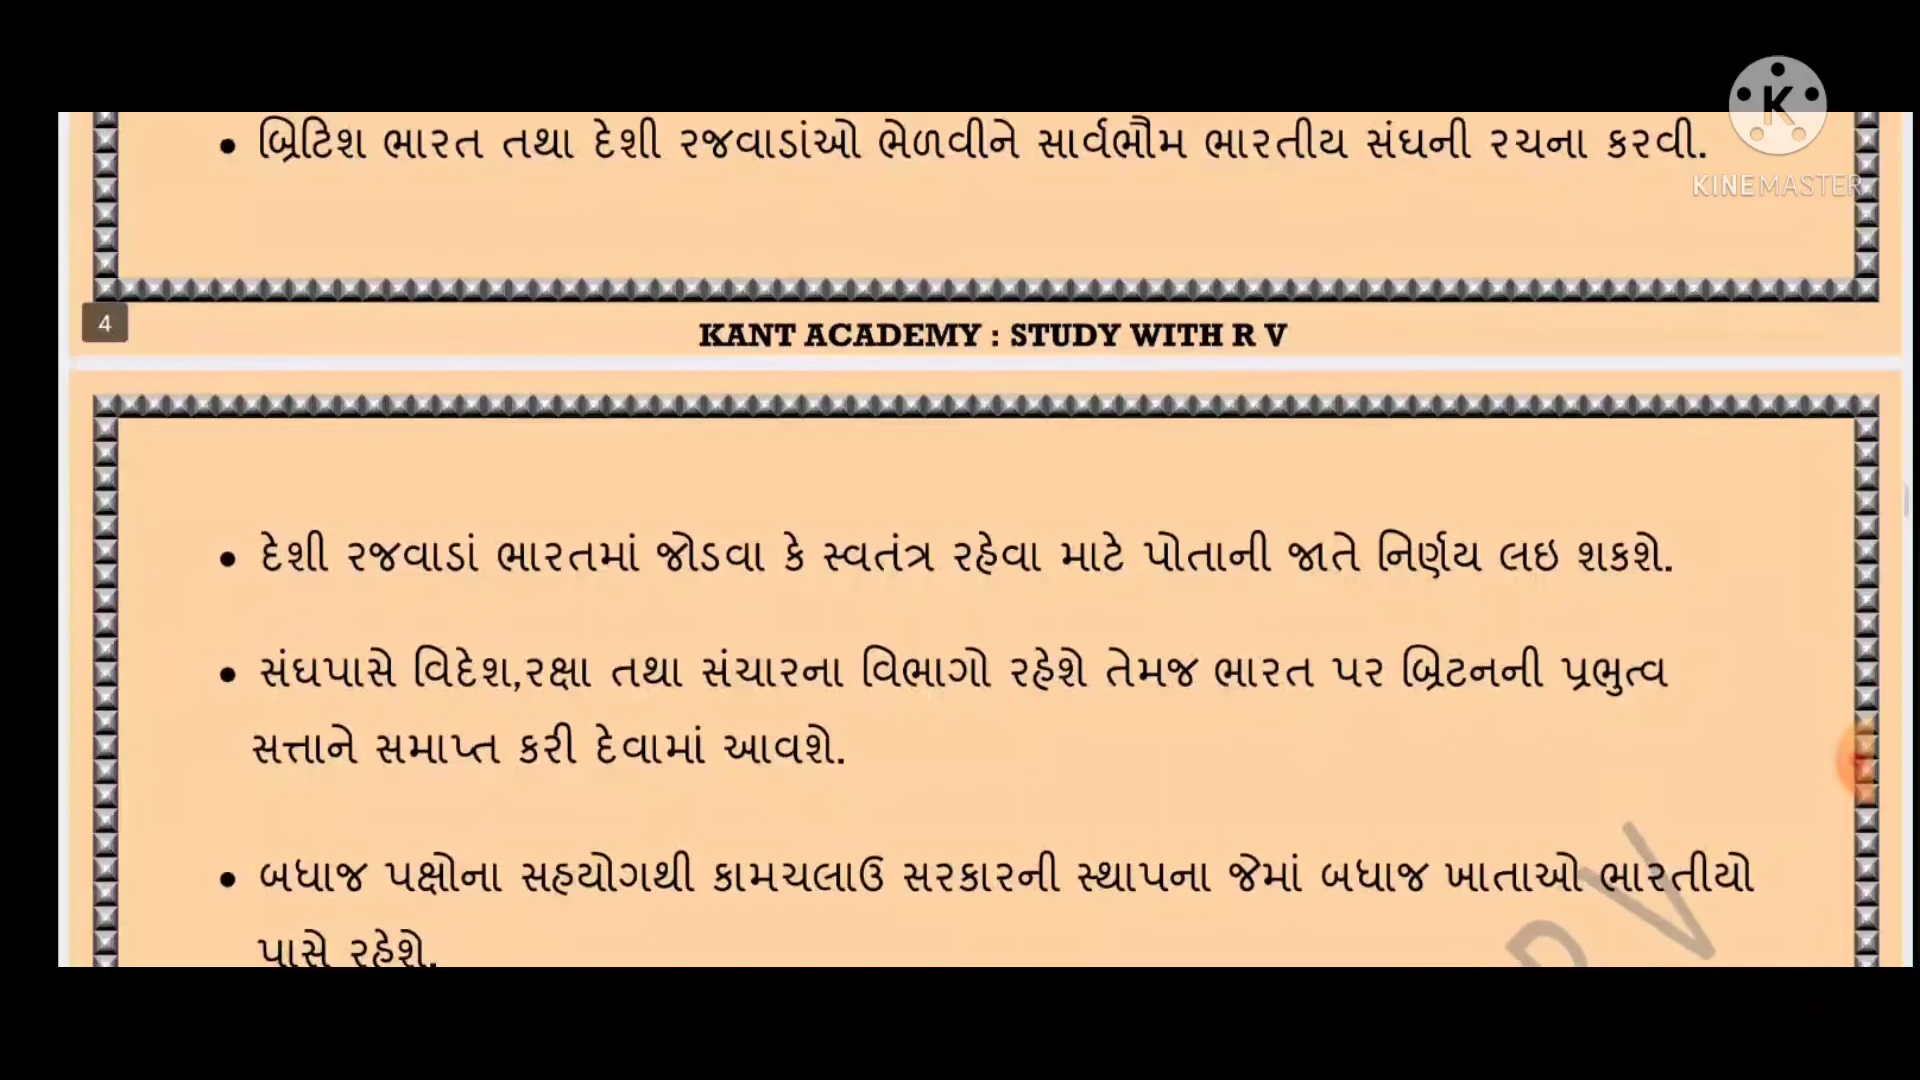 • બ્રિટિશ ભારત તથા દેશી રજવાડાંઓ ભેળવીને સાર્વભૌમ ભારતીય સંઘની રચના કરવી.
KINEMASTER
4
KANT ACADEMY : STUDY WITH R V
• દેશી રજવાડાં ભારતમાં જોડવા કે સ્વતંત્ર રહેવા માટે પોતાની જાતે નિર્ણય લઇ શકશે.
• સંઘપાસે વિદેશ,રક્ષા તથા સંચારના વિભાગો રહેશે તેમજ ભારત પર બ્રિટનની પ્રભુત્વ
સત્તાને સમાપ્ત કરી દેવામાં આવશે.
• બધાજ પક્ષોના સહયોગથી કામચલાઉ સરકારની સ્થાપના જેમાં બધાજ ખાતાઓ ભારતીયો
પાસે રહેશે.
R V